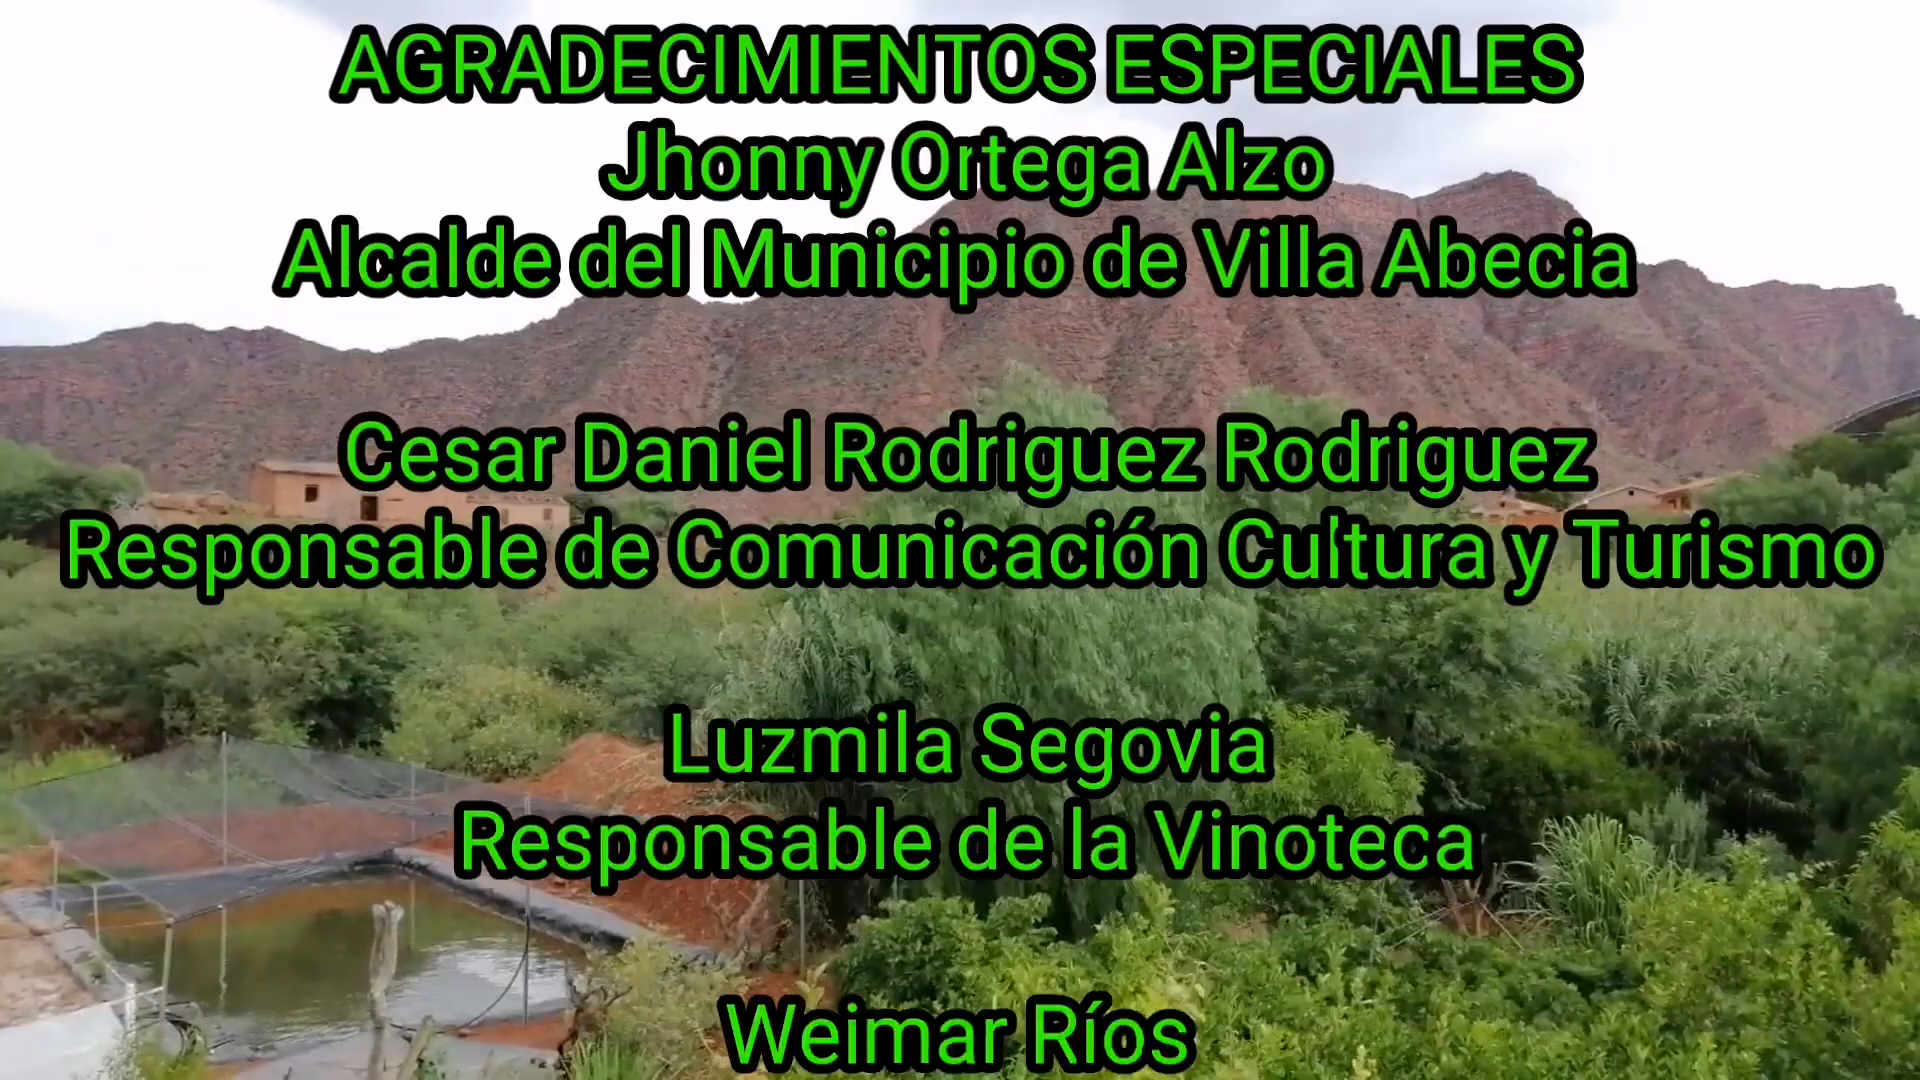 AGRADECIMIENTOS ESPECIALES
Jhonny Ortega Alzo
Alcalde del Municipio de Villa Abecia
Cesar Daniel Rodriguez Rodriguez
Responsable de Comunicación Cultura y Turismo
Luzmila Segovia
Responsable de la Vinoteca
Weimar Ríos